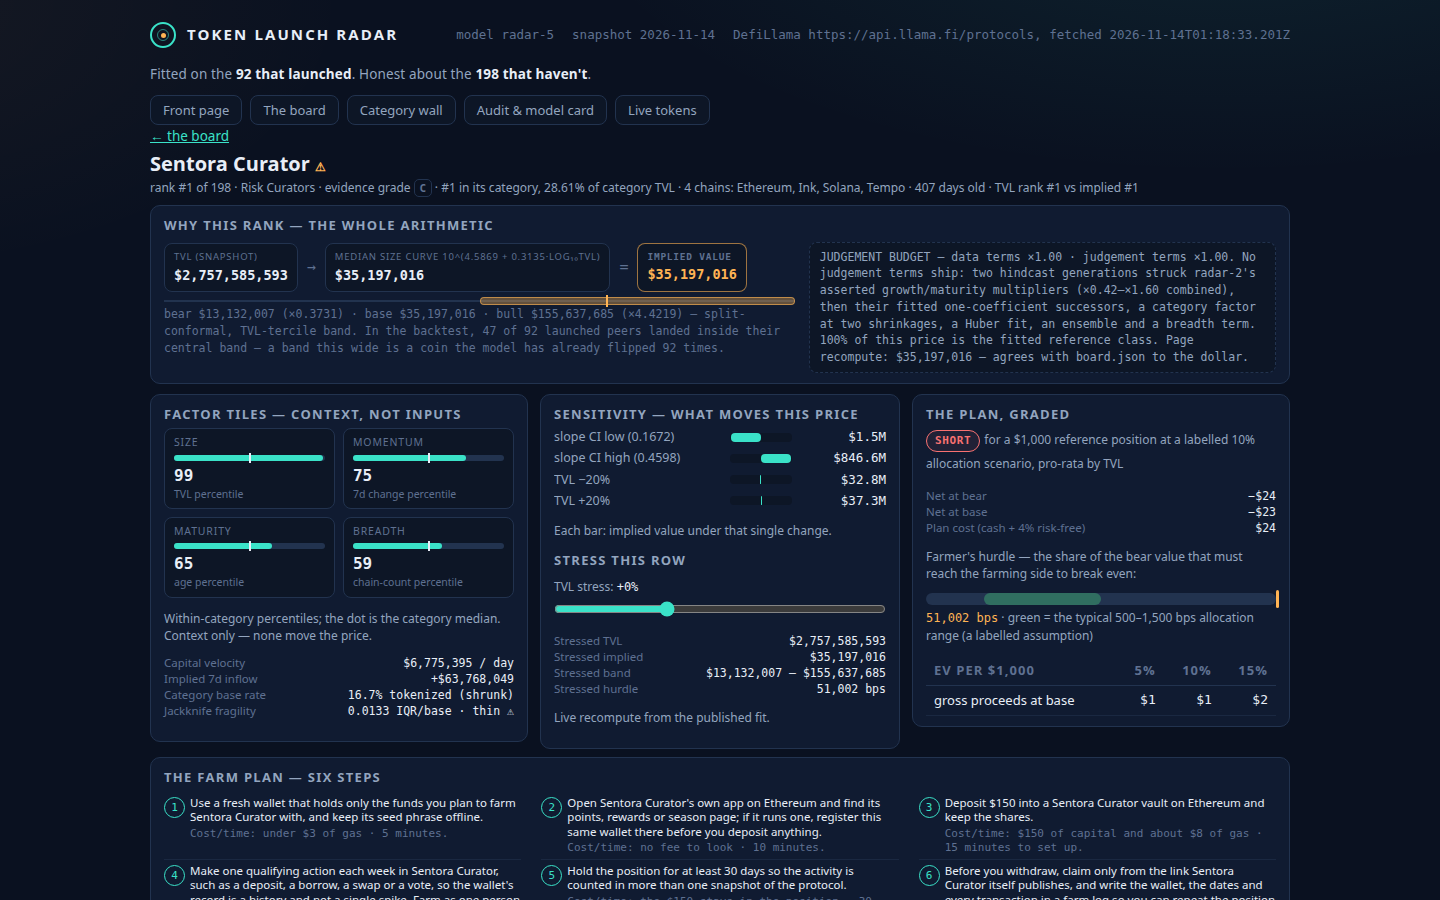 TOKEN LAUNCH RADAR
model radar-5 snapshot 2026-11-14 DefiLlama https://api.llama.fi/protocols, fetched 2026-11-14T01:18:33.201Z
Fitted on the 92 that launched. Honest about the 198 that haven't.
Front page
The board
Category wall
Audit & model card
Live tokens
← the board
Sentora Curator ⚠
rank #1 of 198 · Risk Curators · evidence grade C · #1 in its category, 28.61% of category TVL · 4 chains: Ethereum, Ink, Solana, Tempo · 407 days old · TVL rank #1 vs implied #1
WHY THIS RANK — THE WHOLE ARITHMETIC
TVL (SNAPSHOT)
$2,757,585,593
→
MEDIAN SIZE CURVE 10^(4.5869 + 0.3135·LOG₁₀TVL)
$35,197,016
=
IMPLIED VALUE
$35,197,016
bear $13,132,007 (×0.3731) · base $35,197,016 · bull $155,637,685 (×4.4219) — split-
conformal, TVL-tercile band. In the backtest, 47 of 92 launched peers landed inside their
central band — a band this wide is a coin the model has already flipped 92 times.
JUDGEMENT BUDGET — data terms ×1.00 · judgement terms ×1.00. No
judgement terms ship: two hindcast generations struck radar-2's
asserted growth/maturity multipliers (×0.42–×1.60 combined),
then their fitted one-coefficient successors, a category factor
at two shrinkages, a Huber fit, an ensemble and a breadth term.
100% of this price is the fitted reference class. Page
recompute: $35,197,016 — agrees with board.json to the dollar.
FACTOR TILES — CONTEXT, NOT INPUTS
SIZE
99
TVL percentile
MOMENTUM
75
7d change percentile
MATURITY
65
age percentile
BREADTH
59
chain-count percentile
Within-category percentiles; the dot is the category median.
Context only — none move the price.
Capital velocity $6,775,395 / day
Implied 7d inflow +$63,768,049
Category base rate 16.7% tokenized (shrunk)
Jackknife fragility 0.0133 IQR/base · thin ⚠
SENSITIVITY — WHAT MOVES THIS PRICE
slope CI low (0.1672) $1.5M
slope CI high (0.4598) $846.6M
TVL −20% $32.8M
TVL +20% $37.3M
Each bar: implied value under that single change.
STRESS THIS ROW
TVL stress: +0%
Stressed TVL $2,757,585,593
Stressed implied $35,197,016
Stressed band $13,132,007 — $155,637,685
Stressed hurdle 51,002 bps
Live recompute from the published fit.
THE PLAN, GRADED
SHORT for a $1,000 reference position at a labelled 10%
allocation scenario, pro-rata by TVL
Net at bear −$24
Net at base −$23
Plan cost (cash + 4% risk-free) $24
Farmer's hurdle — the share of the bear value that must
reach the farming side to break even:
51,002 bps · green = the typical 500–1,500 bps allocation
range (a labelled assumption)
EV PER $1,000 5% 10% 15%
gross proceeds at base $1 $1 $2
THE FARM PLAN — SIX STEPS
1 Use a fresh wallet that holds only the funds you plan to farm
Sentora Curator with, and keep its seed phrase offline.
Cost/time: under $3 of gas · 5 minutes.
2 Open Sentora Curator's own app on Ethereum and find its
points, rewards or season page; if it runs one, register this
same wallet there before you deposit anything.
Cost/time: no fee to look · 10 minutes.
3 Deposit $150 into a Sentora Curator vault on Ethereum and
keep the shares.
Cost/time: $150 of capital and about $8 of gas ·
15 minutes to set up.
4 Make one qualifying action each week in Sentora Curator,
such as a deposit, a borrow, a swap or a vote, so the wallet's
record is a history and not a single spike. Farm as one person
5 Hold the position for at least 30 days so the activity is
counted in more than one snapshot of the protocol.
Cost/time: the $150 stays in the position · 30
6 Before you withdraw, claim only from the link Sentora
Curator itself publishes, and write the wallet, the dates and
every transaction in a farm log so you can repeat the position